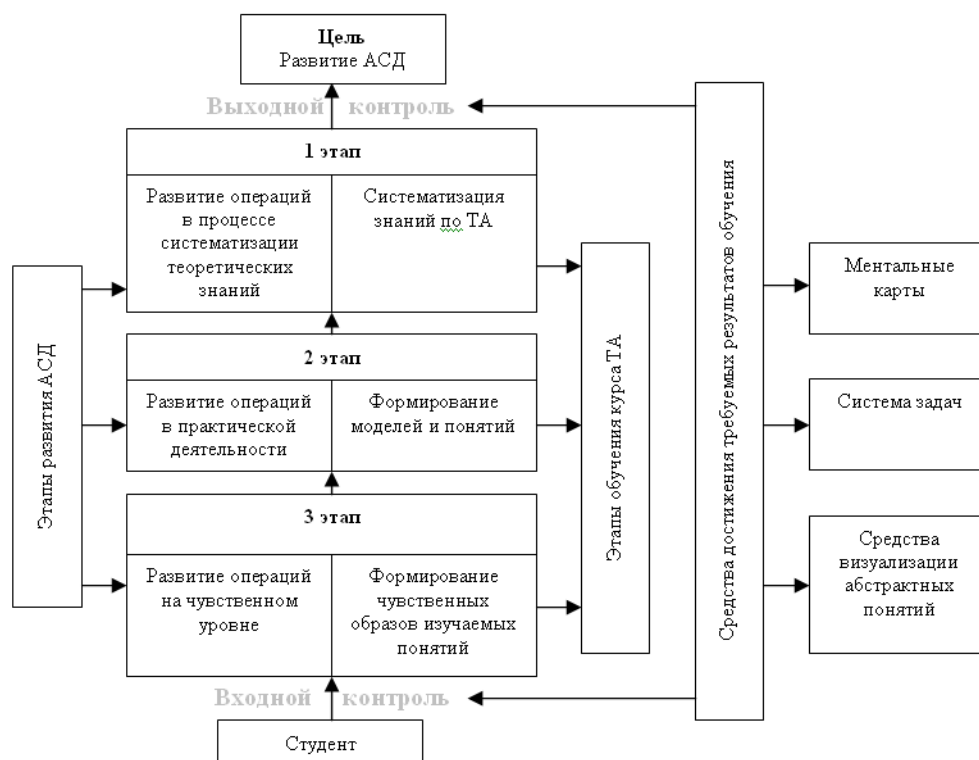 Цель
Развитие АСД
Выходной контроль
1 этап
Развитие операций
в процессе
систематизации
теоретических
знаний
Систематизация
знаний по ТА
2 этап
Развитие операций
в практической
деятельности
Формирование
моделей и понятий
3 этап
Развитие операций
на чувственном
уровне
Формирование
чувственных
образов изучаемых
понятий
Входной контроль
Студент
Этапы развития АСД
Этапы обучения курса ТА
Средства достижения требуемых результатов обучения
Ментальные
карты
Система задач
Средства
визуализации
абстрактных
понятий